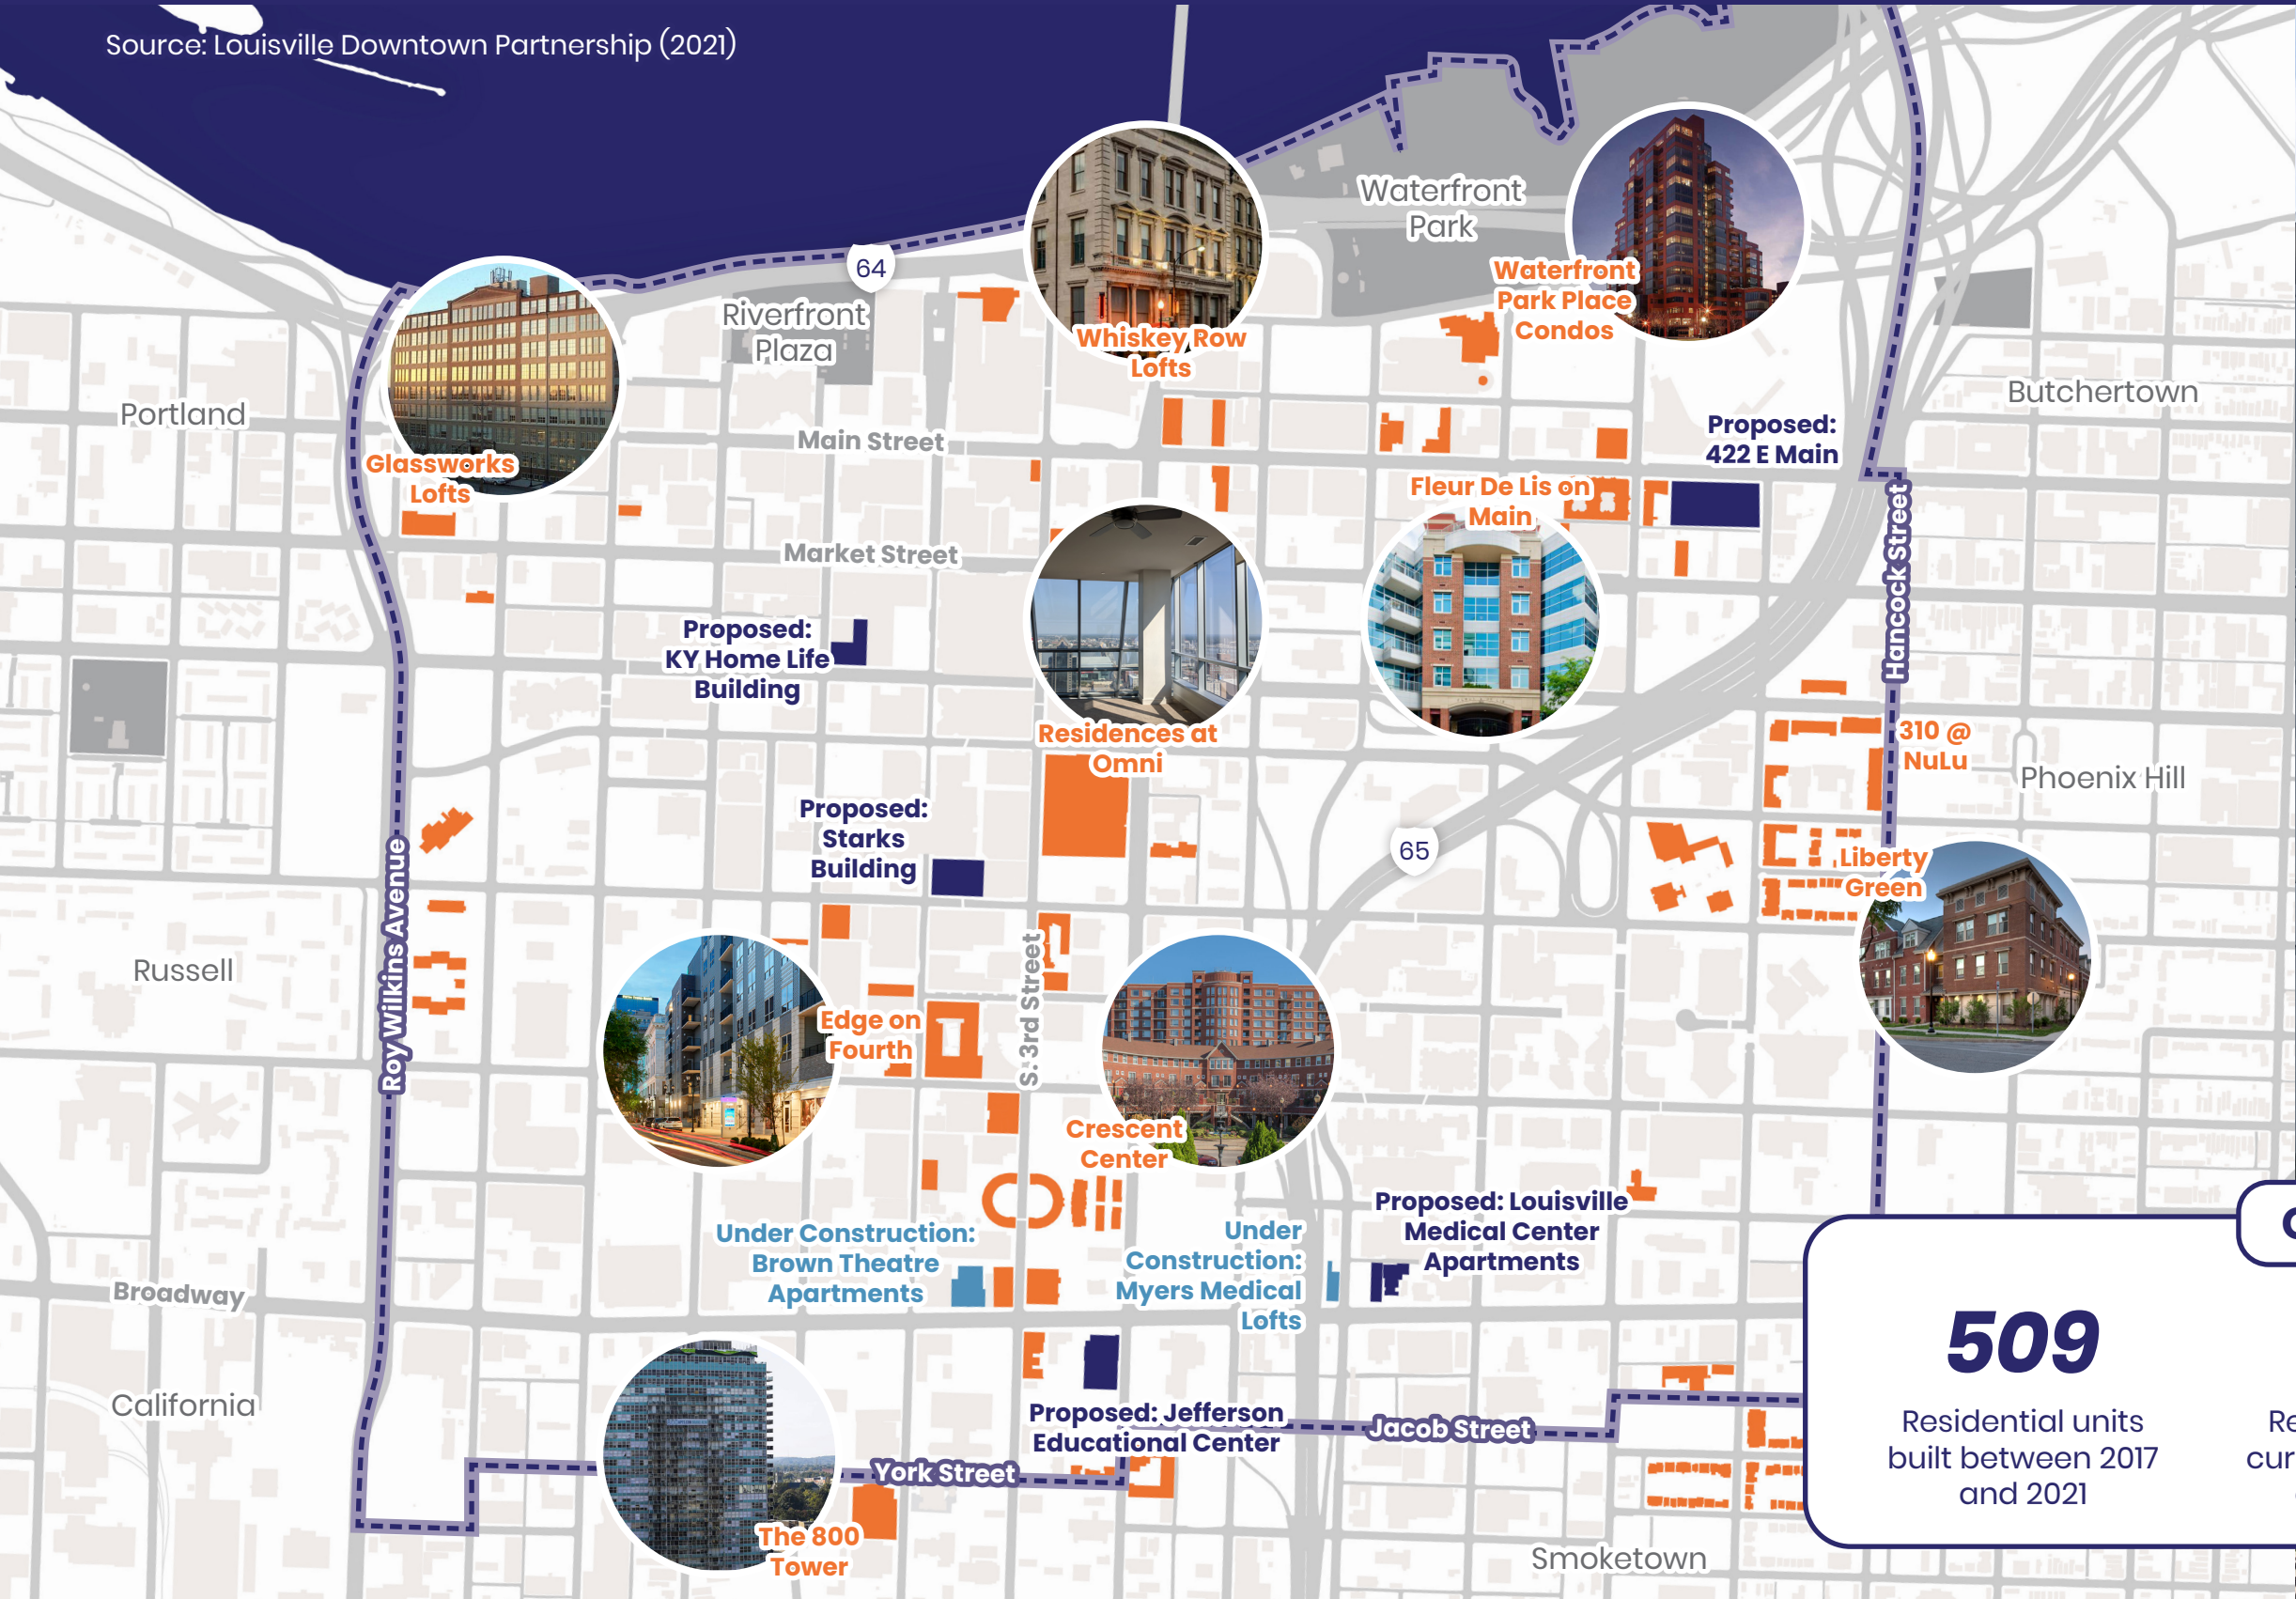 Source: Louisville Downtown Partnership (2021)
64
Riverfront
Plaza
Waterfront
Park
Waterfront
Park Place
Condos
Whiskey Row
Lofts
Portland
Butchertown
Glassworks
Lofts
Main Street
Proposed:
422 E Main
Fleur De Lis on
Main
Market Street
Hancock Street
Proposed:
KY Home Life
Building
Residences at
Omni
310 @
NuLu
Phoenix Hill
Proposed:
Starks
Building
65
Liberty
Green
Roy Wilkins Avenue
Russell
S. 3rd Street
Edge on
Fourth
Crescent
Center
Under Construction:
Brown Theatre
Apartments
Under
Construction:
Myers Medical
Lofts
Proposed: Louisville
Medical Center
Apartments
Broadway
California
Proposed: Jefferson
Educational Center
Jacob Street
York Street
The 800
Tower
Smoketown
509
Residential units
built between 2017
and 2021